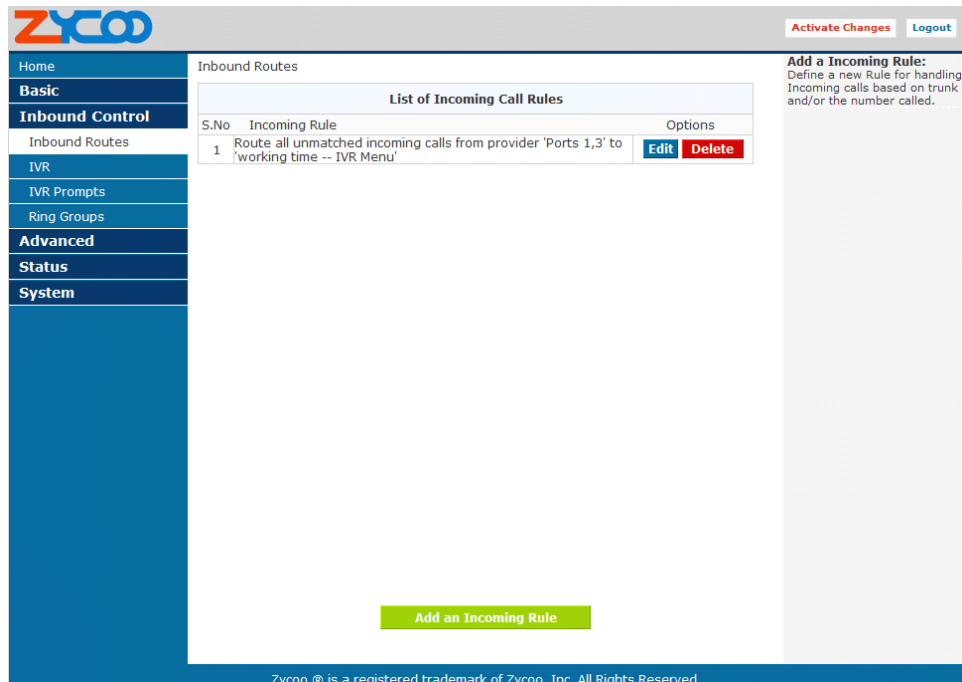 ZYCOO
Activate Changes
Logout
Home
Basic
Inbound Control
Inbound Routes
IVR
IVR Prompts
Ring Groups
Advanced
Status
System
Inbound Routes
List of Incoming Call Rules
S.No Incoming Rule Options
1 Route all unmatched incoming calls from provider 'Ports 1,3' to
'working time -- IVR Menu'
Edit Delete
Add an Incoming Rule
Add a Incoming Rule:
Define a new Rule for handling
Incoming calls based on trunk
and/or the number called.
Zycoo ® is a registered trademark of Zycoo, Inc. All Rights Reserved